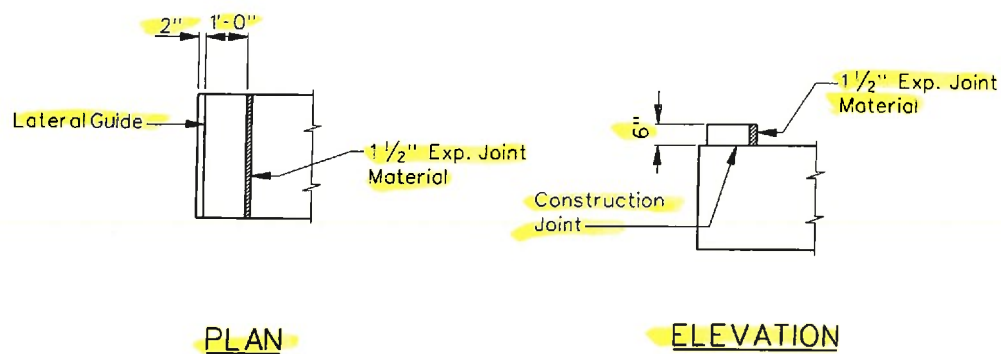 2" 1'-0"
Lateral Guide
1 1/2" Exp. Joint
Material
PLAN
6"
1 1/2" Exp. Joint
Material
Construction
Joint
ELEVATION